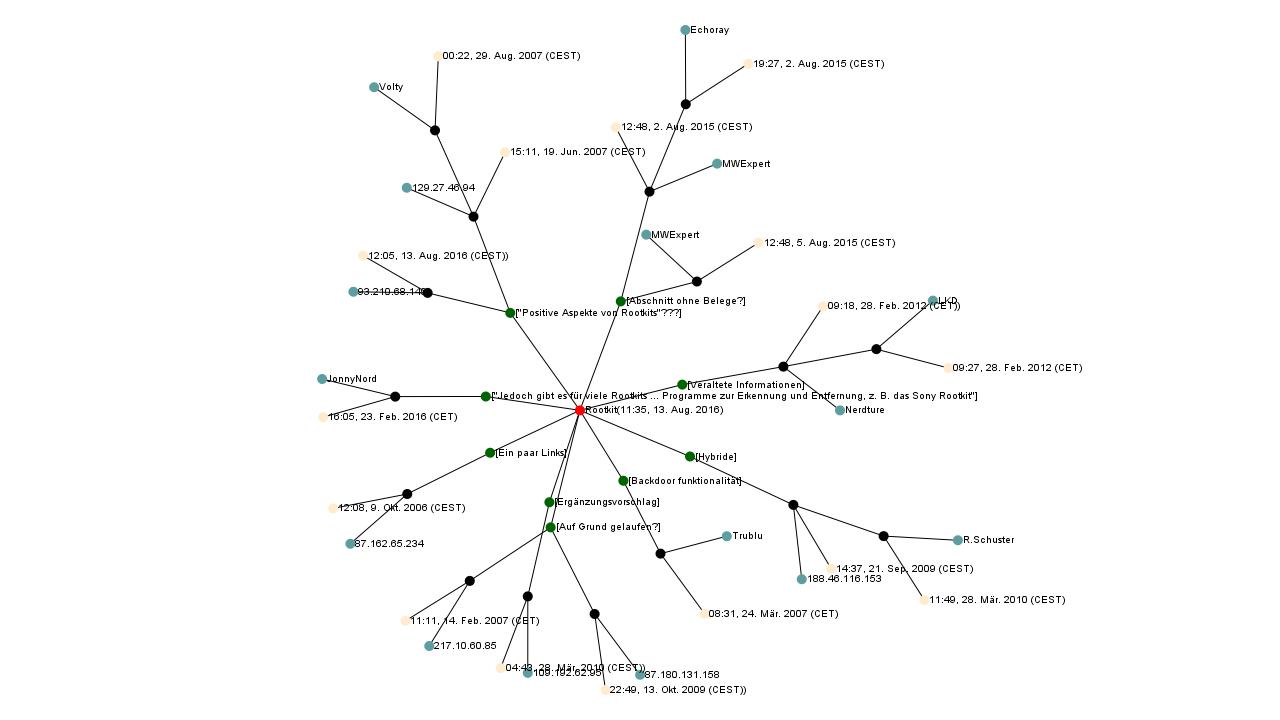 Echoray
00:22, 29. Aug. 2007 (CEST)
19:27, 2. Aug. 2015 (CEST)
Volty
12:48, 2. Aug. 2015 (CEST)
15:11, 19. Jun. 2007 (CEST)
MWExpert
129.27.46.94
MWExpert
12:48, 5. Aug. 2015 (CEST)
12:05, 13. Aug. 2016 (CEST))
93.210.68.14
[Abschnitt ohne Belege?]
LKD
09:18, 28. Feb. 2012 (CET))
["Positive Aspekte von Rootkits"???]
09:27, 28. Feb. 2012 (CET)
JonnyNord
[Veraltete Informationen]
["Jedoch gibt es für viele Rootkits ... Programme zur Erkennung und Entfernung, z. B. das Sony Rootkit"]
Rootkit(11:35, 13. Aug. 2016)
Nerdture
16:05, 23. Feb. 2016 (CET)
[Ein paar Links]
[Hybride]
[Backdoor funktionalität]
[Ergänzungsvorschlag]
12:08, 9. Okt. 2006 (CEST)
[Auf Grund gelaufen?]
Trublu
R.Schuster
87.162.65.234
14:37, 21. Sep. 2009 (CEST)
188.46.116.153
11:49, 28. Mär. 2010 (CEST)
08:31, 24. Mär. 2007 (CET)
11:11, 14. Feb. 2007 (CET)
217.10.60.85
04:43, 28. Mär. 2010 (CEST))
109.192.62.95
87.180.131.158
22:49, 13. Okt. 2009 (CEST))